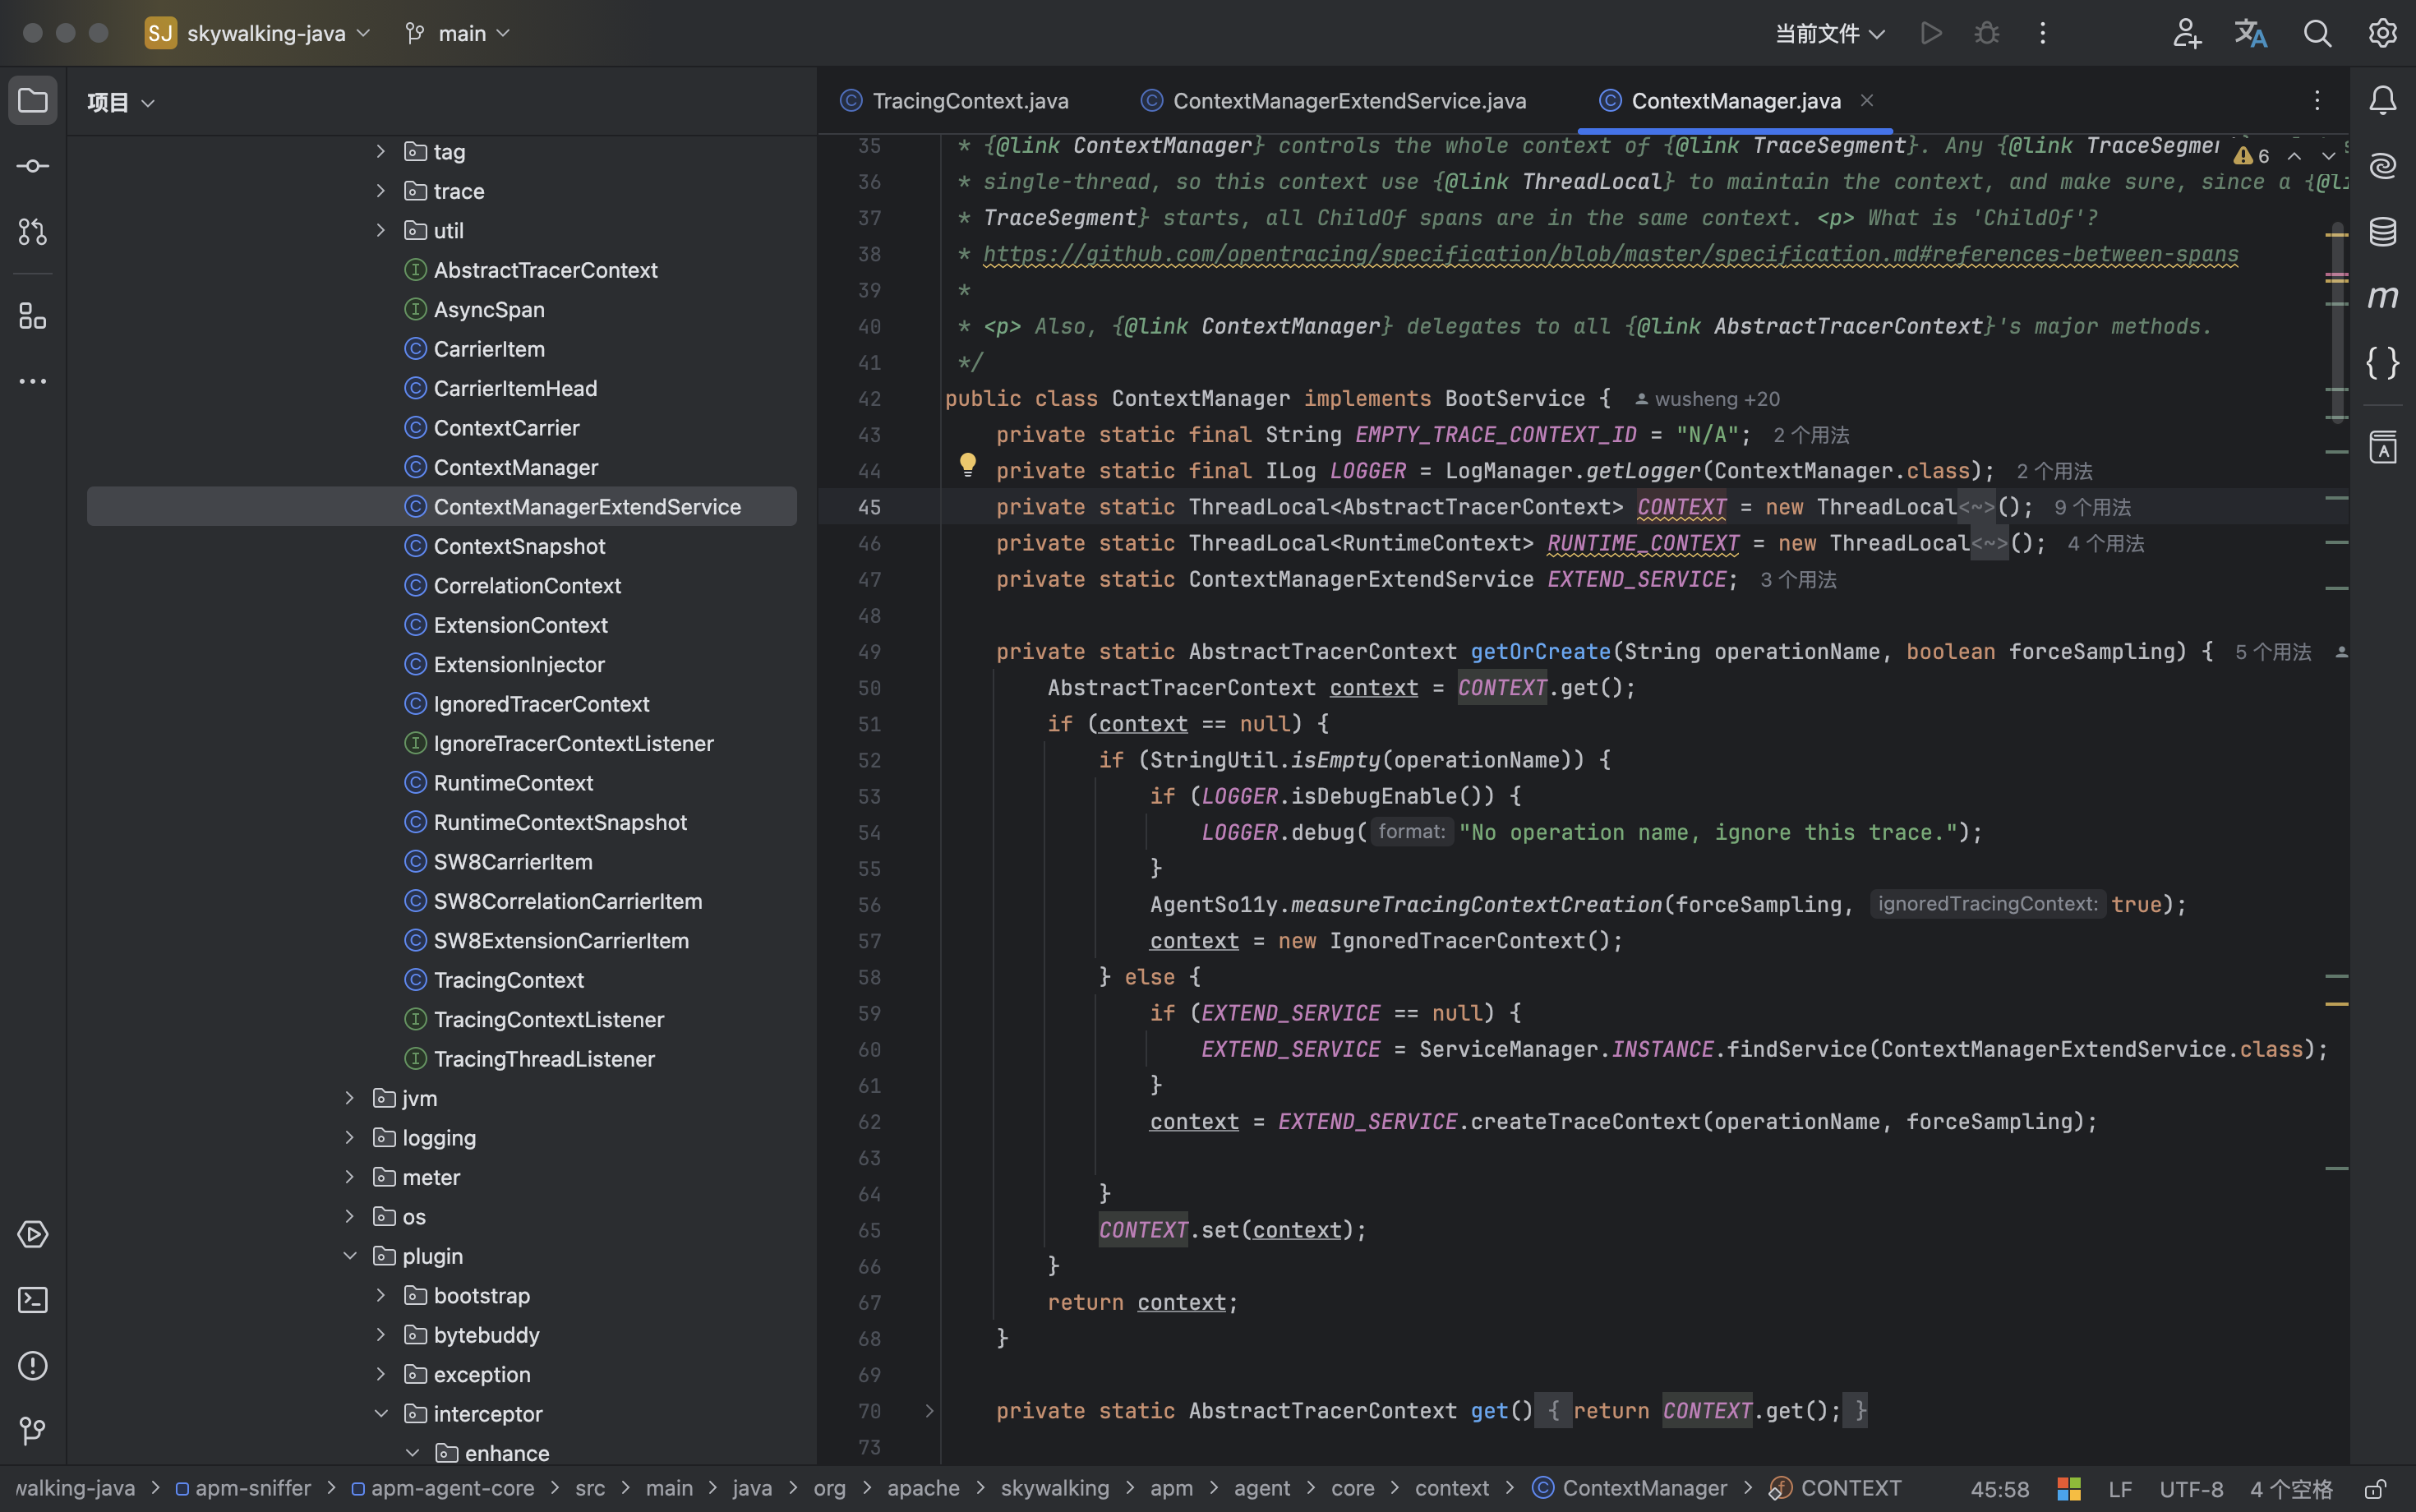 SJ skywalking-java main 当前文件
项目
tag
trace
util
AbstractTracerContext
AsyncSpan
CarrierItem
CarrierItemHead
ContextCarrier
ContextManager
ContextManagerExtendService
ContextSnapshot
CorrelationContext
ExtensionContext
ExtensionInjector
IgnoredTracerContext
IgnoreTracerContextListener
RuntimeContext
RuntimeContextSnapshot
SW8CarrierItem
SW8CorrelationCarrierItem
SW8ExtensionCarrierItem
TracingContext
TracingContextListener
TracingThreadListener
jvm
logging
meter
os
plugin
bootstrap
bytebuddy
exception
interceptor
enhance
TracingContext.java ContextManagerExtendService.java ContextManager.java
35 * {@link ContextManager} controls the whole context of {@link TraceSegment}. Any {@link TraceSegmen 6
36 * single-thread, so this context use {@link ThreadLocal} to maintain the context, and make sure, since a {@li
37 * TraceSegment} starts, all ChildOf spans are in the same context. <p> What is 'ChildOf'?
38 * https://github.com/opentracing/specification/blob/master/specification.md#references-between-spans
39 *
40 * <p> Also, {@link ContextManager} delegates to all {@link AbstractTracerContext}'s major methods.
41 */
42 public class ContextManager implements BootService { wusheng +20
43 private static final String EMPTY_TRACE_CONTEXT_ID = "N/A"; 2 个用法
44 private static final ILog LOGGER = LogManager.getLogger(ContextManager.class); 2 个用法
45 private static ThreadLocal<AbstractTracerContext> CONTEXT = new ThreadLocal<~>(); 9 个用法
46 private static ThreadLocal<RuntimeContext> RUNTIME_CONTEXT = new ThreadLocal<~>(); 4 个用法
47 private static ContextManagerExtendService EXTEND_SERVICE; 3 个用法
48
49 private static AbstractTracerContext getOrCreate(String operationName, boolean forceSampling) { 5 个用法
50 AbstractTracerContext context = CONTEXT.get();
51 if (context == null) {
52 if (StringUtil.isEmpty(operationName)) {
53 if (LOGGER.isDebugEnable()) {
54 LOGGER.debug( format: "No operation name, ignore this trace.");
55 }
56 AgentSo11y.measureTracingContextCreation(forceSampling, ignoredTracingContext: true);
57 context = new IgnoredTracerContext();
58 } else {
59 if (EXTEND_SERVICE == null) {
60 EXTEND_SERVICE = ServiceManager.INSTANCE.findService(ContextManagerExtendService.class);
61 }
62 context = EXTEND_SERVICE.createTraceContext(operationName, forceSampling);
63
64 }
65 CONTEXT.set(context);
66 }
67 return context;
68 }
69
70 private static AbstractTracerContext get() { return CONTEXT.get(); }
73
walking-java apm-sniffer apm-agent-core src main java org apache skywalking apm agent core context ContextManager CONTEXT 45:58 LF UTF-8 4 个空格